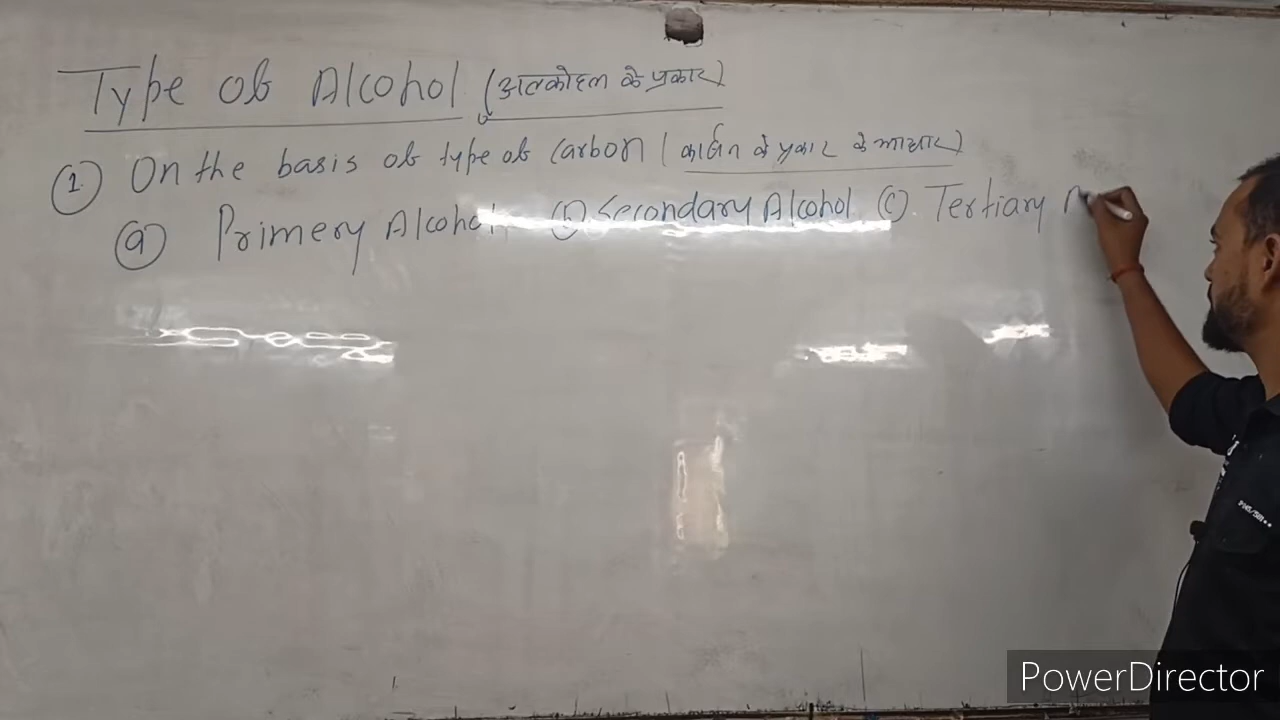 Type of Alcohol (अल्कोहल के प्रकार)
1. On the basis of type of Carbon (कार्बन के प्रकार के आधार)
(a) Primery Alcohol (b) Secondary Alcohol (c). Tertiary
PowerDirector